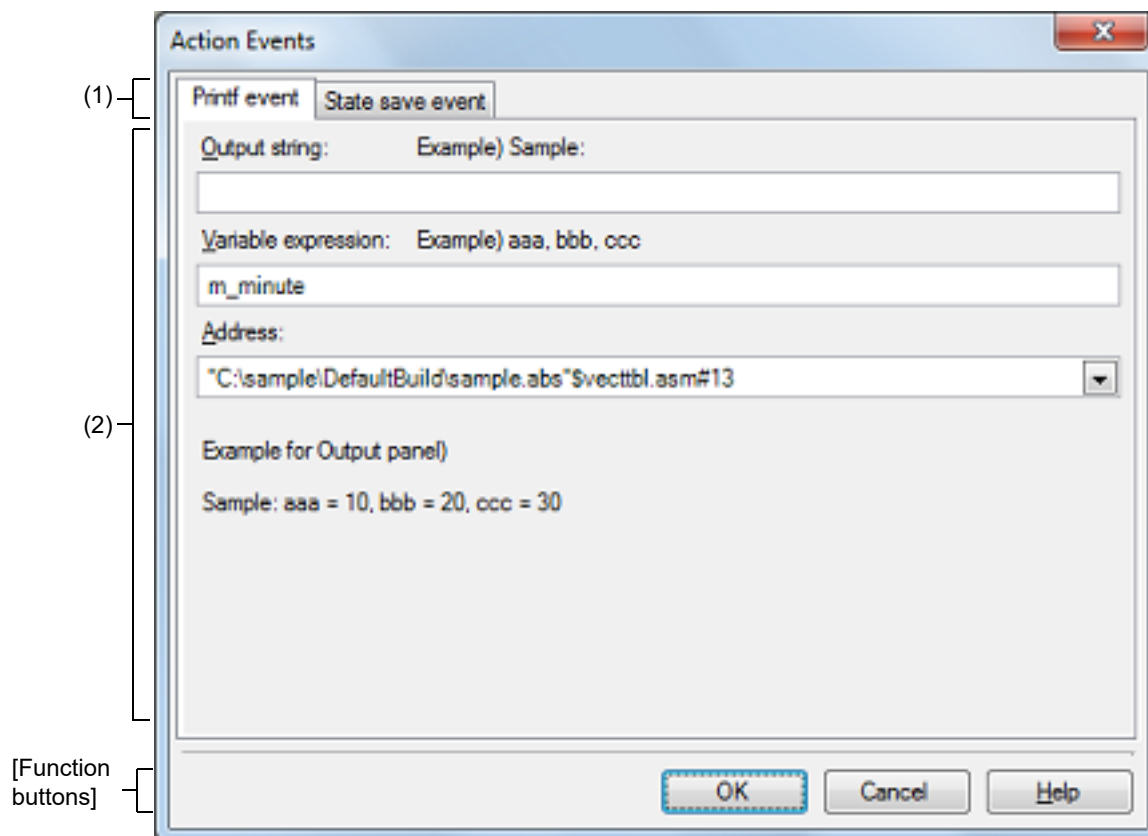 Action Events
(1)
Printf event State save event
Output string: Example) Sample:
Variable expression: Example) aaa, bbb, ccc
m_minute
Address:
"C:\sample\DefaultBuild\sample.abs"$vecttbl.asm#13
(2)
Example for Output panel)
Sample: aaa = 10, bbb = 20, ccc = 30
[Function
buttons]
OK Cancel Help